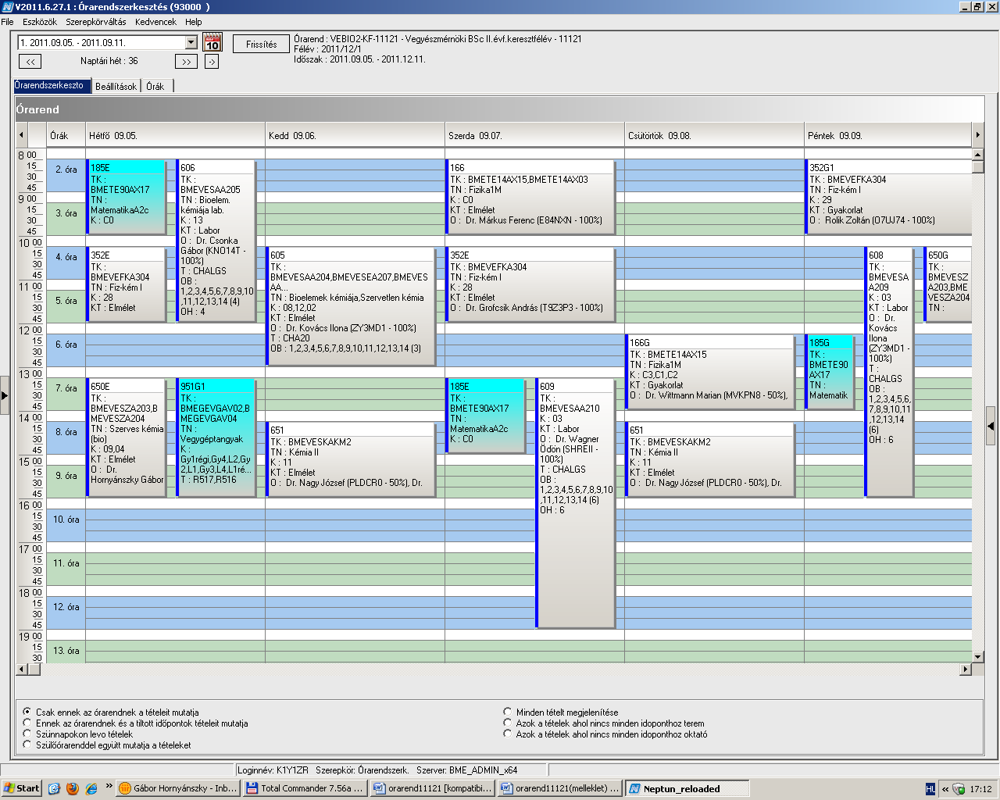 V2011.6.27.1 : Órarendszerkesztés (93000  )
File Eszközök Szerepkörváltás Kedvencek Help
1. 2011.09.05. - 2011.09.11.
10
Frissítés
Órarend : VEBIO2-KF-11121 - Vegyészmérnöki BSc II.évf.keresztfélév - 11121
Félév : 2011/12/1
Időszak : 2011.09.05. - 2011.12.11.
<< Naptári hét : 36 >> ->
Órarendszerkeszto Beállítások Órák
Órarend
Órák Hétfő 09.05. Kedd 09.06. Szerda 09.07. Csütörtök 09.08. Péntek 09.09.
8 00
15
30
45
9 00
15
30
45
10 00
15
30
45
11 00
15
30
45
12 00
15
30
45
13 00
15
30
45
14 00
15
30
45
15 00
15
30
45
16 00
15
30
45
17 00
15
30
45
18 00
15
30
45
19 00
15
30
2. óra
3. óra
4. óra
5. óra
6. óra
7. óra
8. óra
9. óra
10. óra
11. óra
12. óra
13. óra
185E
TK :
BMETE90AX17
TN :
MatematikaA2c
K : C0
606
TK :
BMEVESAA205
TN : Bioelem.
kémiája lab.
K : 13
KT : Labor
O : Dr. Csonka
Gábor (KNO14T -
100%)
T : CHALGS
OB :
1,2,3,4,5,6,7,8,9,10
,11,12,13,14 (4)
OH : 4
352E
TK :
BMEVEFKA304
TN : Fiz-kém I
K : 28
KT : Elmélet
650E
TK :
BMEVESZA203,B
MEVESZA204
TN : Szerves kémia
(bio)
K : 09,04
KT : Elmélet
O : Dr.
Hornyánszky Gábor
951G1
TK :
BMEGEVGAV02,B
MEGEVGAV04
TN :
Vegygéptangyak
K :
Gy1régi,Gy4,L2,Gy
2,L1,Gy3,L4,L1ré...
T : R517,R516
605
TK :
BMEVESAA204,BMEVESEA207,BMEVES
AA...
TN : Bioelemek kémiája,Szervetlen kémia
K : 08,12,02
KT : Elmélet
O : Dr. Kovács Ilona (ZY3MD1 - 100%)
T : CHA20
OB : 1,2,3,4,5,6,7,8,9,10,11,12,13,14 (3)
651
TK : BMEVESKAKM2
TN : Kémia II
K : 11
KT : Elmélet
O : Dr. Nagy József (PLDCR0 - 50%), Dr.
166
TK : BMETE14AX15,BMETE14AX03
TN : Fizika1M
K : C0
KT : Elmélet
O : Dr. Márkus Ferenc (E84NXN - 100%)
352E
TK : BMEVEFKA304
TN : Fiz-kém I
K : 28
KT : Elmélet
O : Dr. Grofcsik András (T9Z3P3 - 100%)
185E
TK :
BMETE90AX17
TN :
MatematikaA2c
K : C0
609
TK :
BMEVESAA210
K : 03
KT : Labor
O : Dr. Wagner
Ödön (SHREII -
100%)
T : CHALGS
OB :
1,2,3,4,5,6,7,8,9,10
,11,12,13,14 (6)
OH : 6
166G
TK : BMETE14AX15
TN : Fizika1M
K : C3,C1,C2
KT : Gyakorlat
O : Dr. Wittmann Marian (MVKPN8 - 50%),
651
TK : BMEVESKAKM2
TN : Kémia II
K : 11
KT : Elmélet
O : Dr. Nagy József (PLDCR0 - 50%), Dr.
352G1
TK : BMEVEFKA304
TN : Fiz-kém I
K : 29
KT : Gyakorlat
O : Rolik Zoltán (O7UJ74 - 100%)
185G
TK :
BMETE90
AX17
TN :
Matematik
608
TK :
BMEVESA
A209
K : 03
KT : Labor
O : Dr.
Kovács
Ilona
(ZY3MD1 -
100%)
T :
CHALGS
OB :
1,2,3,4,5,6,
7,8,9,10,11
,12,13,14
(6)
OH : 6
650G
TK :
BMEVESZ
A203,BME
VESZA204
TN :
Csak ennek az órarendnek a tételeit mutatja
Ennek az órarendnek és a tiltott időpontok tételeit mutatja
Szünnapokon levo tételek
Szülőórarenddel együtt mutatja a tételeket
Minden tételt megjelenítése
Azok a tételek ahol nincs minden idoponthoz terem
Azok a tételek ahol nincs minden idoponthoz oktató
Loginnév: K1Y1ZR Szerepkör: Órarendszerk. Szerver: BME_ADMIN_x64
Start » Gábor Hornyánszky - Inb... Total Commander 7.56a ... orarend11121 [kompatibi... orarend11121(melleklet) ... Neptun_reloaded HU « 17:12